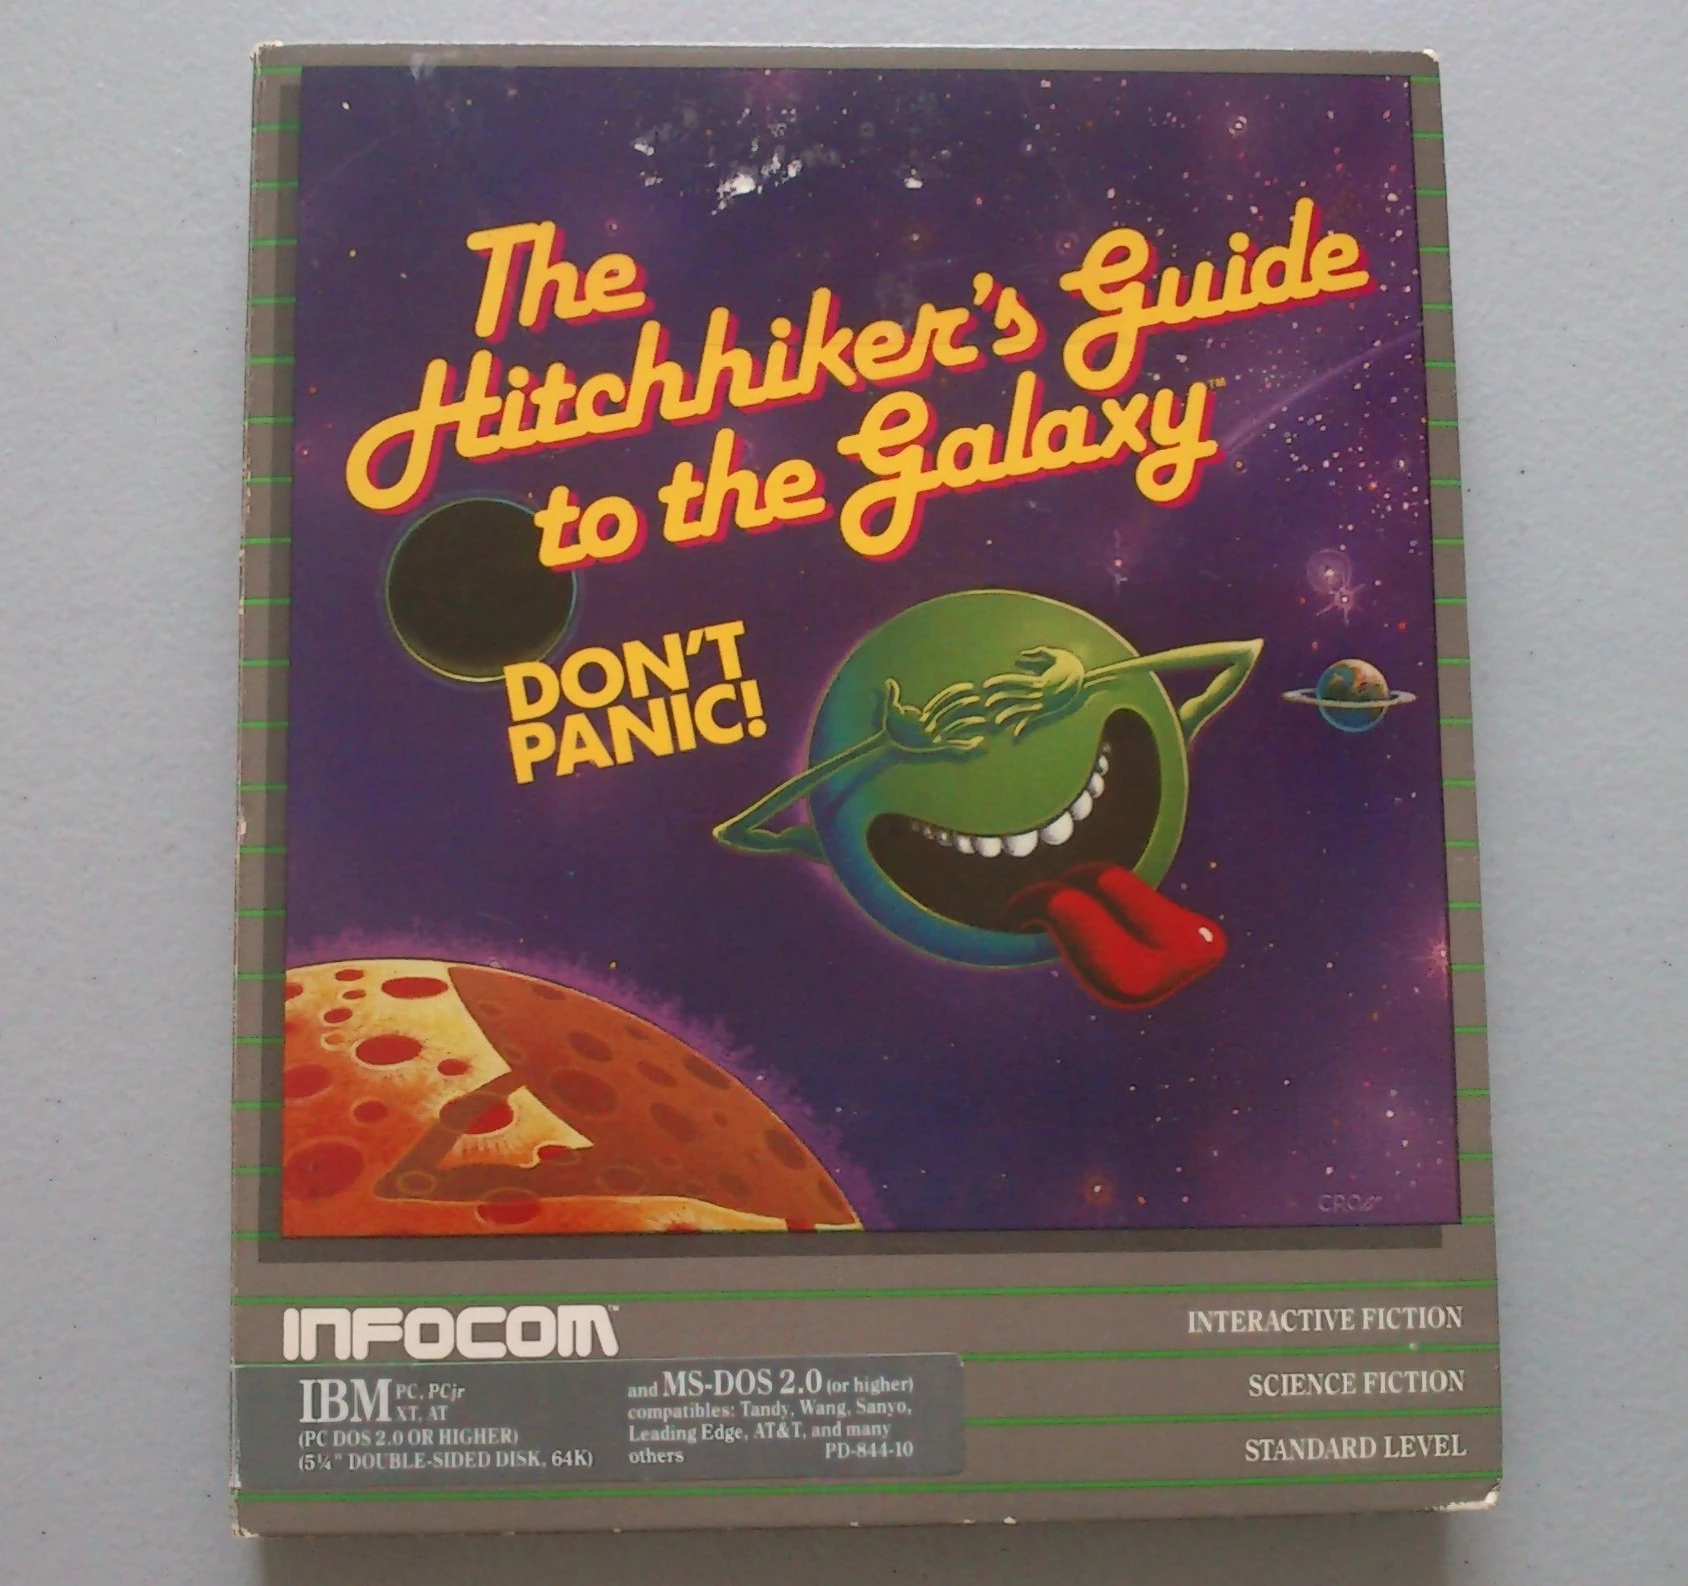 The
Hitchhiker's Guide
to the Galaxy™
DON'T
PANIC!
CROSS
INFOCOM™
INTERACTIVE FICTION
SCIENCE FICTION
STANDARD LEVEL
IBM PC, PCjr
XT, AT
(PC DOS 2.0 OR HIGHER)
(5¼" DOUBLE-SIDED DISK, 64K)
and MS-DOS 2.0 (or higher)
compatibles: Tandy, Wang, Sanyo,
Leading Edge, AT&T, and many
others PD-844-10